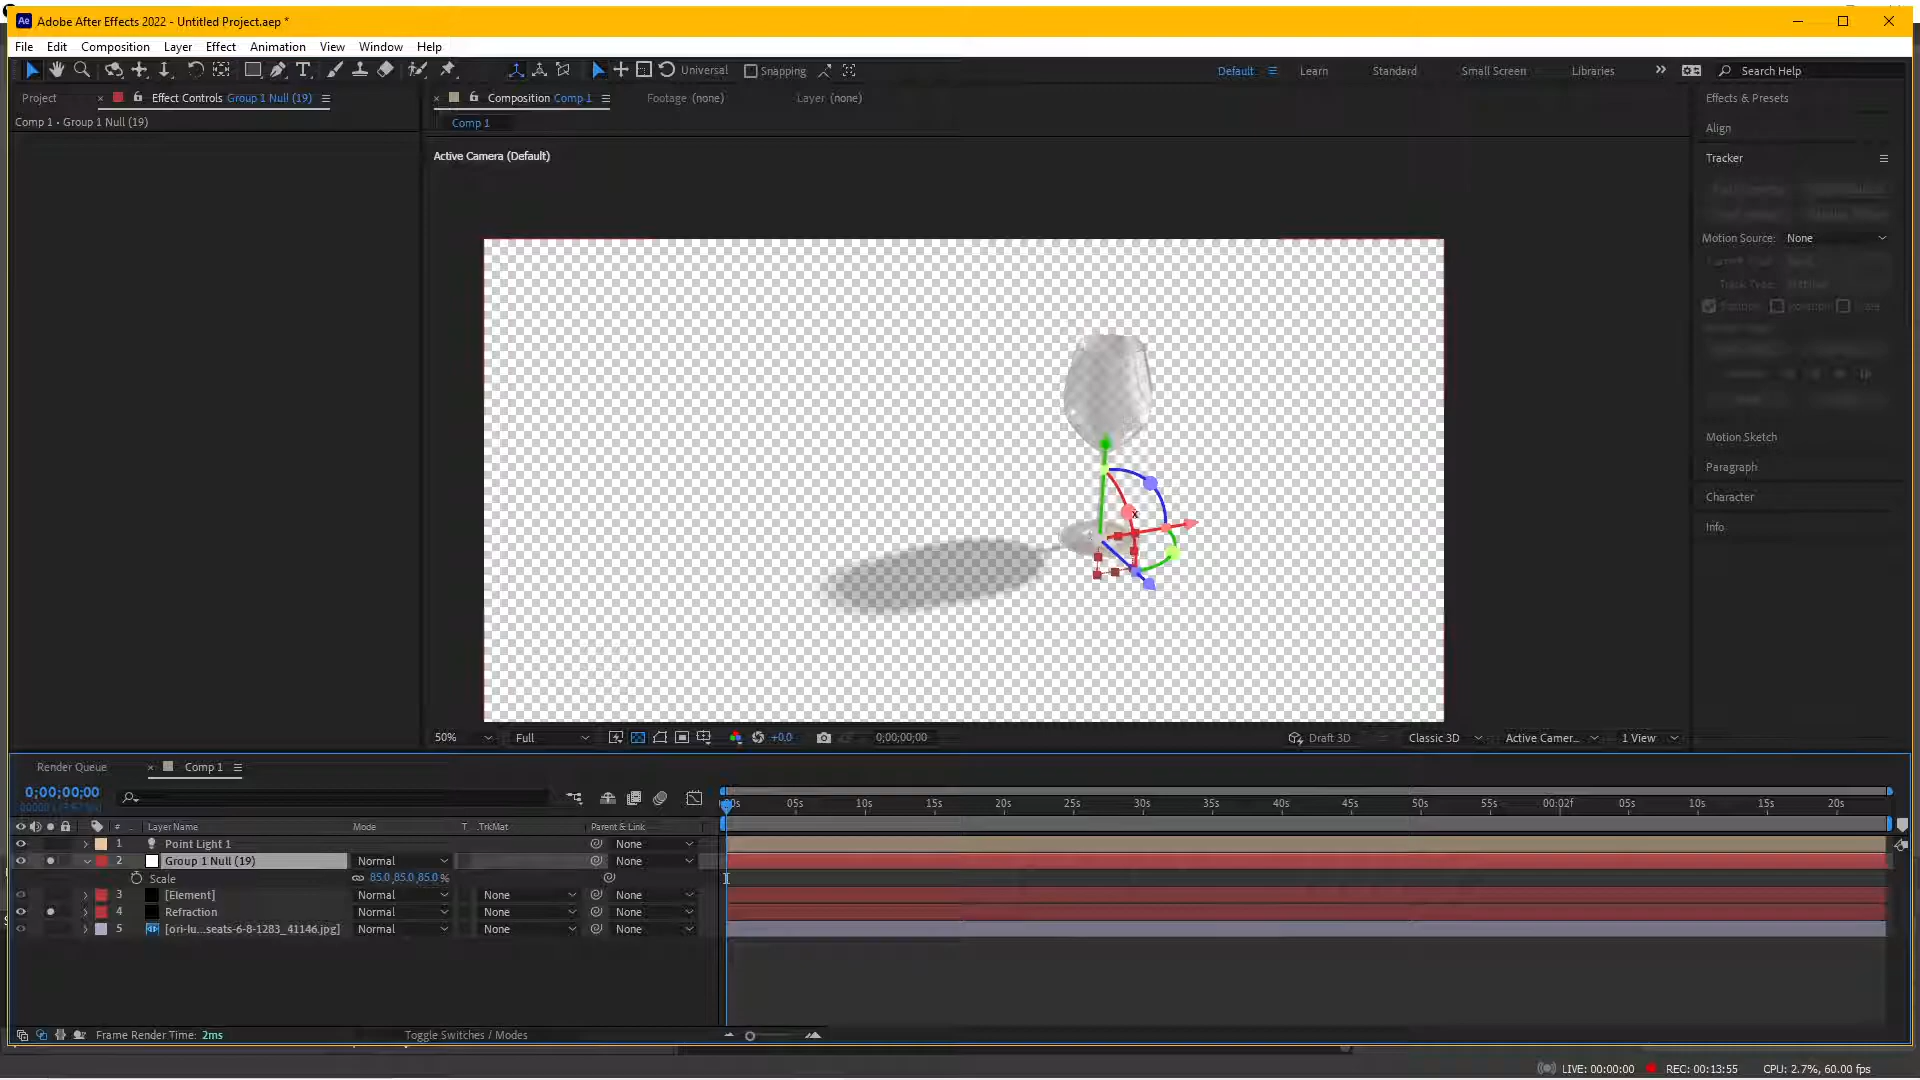 Adobe After Effects 2022 - Untitled Project.aep *
File Edit Composition Layer Effect Animation View Window Help
Universal Snapping Default Learn Standard Small Screen Libraries Search Help
Project Effect Controls Group 1 Null (19) Composition Comp 1 Footage (none) Layer (none) Effects & Presets
Comp 1 • Group 1 Null (19)
Comp 1
Align
Active Camera (Default)
Tracker
Motion Source: None
Motion Sketch
Paragraph
Character
Info
50% Full +0.0 0;00;00;00 Draft 3D Classic 3D Active Camer... 1 View
Render Queue Comp 1
0;00;00;00
05s 10s 15s 20s 25s 30s 35s 40s 45s 50s 55s 00:02f 05s 10s 15s 20s
# Layer Name Mode T .TrkMat Parent & Link
1 Point Light 1 None
2 Group 1 Null (19) Normal None
Scale 85.0,85.0,85.0 %
3 [Element] Normal None None
4 Refraction Normal None None
5 [ori-lu...seats-6-8-1283_41146.jpg] Normal None None
Frame Render Time: 2ms Toggle Switches / Modes
LIVE: 00:00:00 REC: 00:13:55 CPU: 2.7%, 60.00 fps